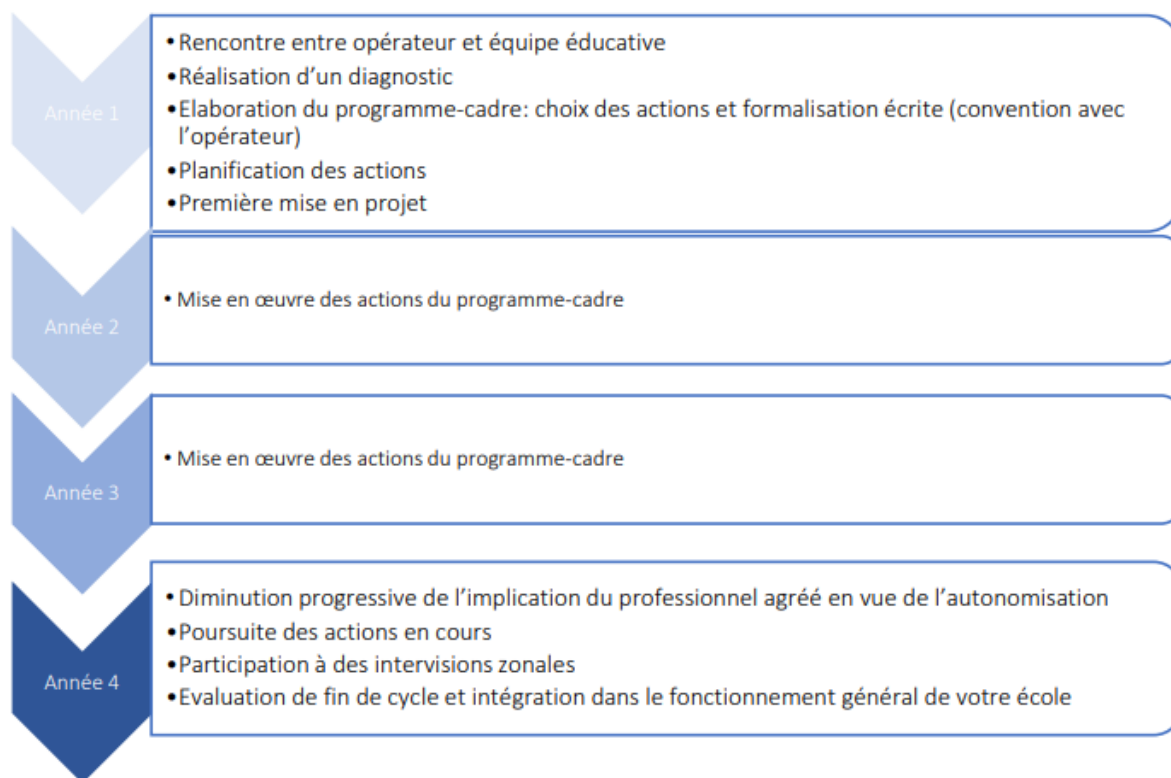 Année 1
•Rencontre entre opérateur et équipe éducative
•Réalisation d’un diagnostic
•Elaboration du programme-cadre: choix des actions et formalisation écrite (convention avec
l’opérateur)
•Planification des actions
•Première mise en projet
Année 2
• Mise en œuvre des actions du programme-cadre
Année 3
• Mise en œuvre des actions du programme-cadre
Année 4
• Diminution progressive de l’implication du professionnel agréé en vue de l’autonomisation
•Poursuite des actions en cours
•Participation à des intervisions zonales
•Evaluation de fin de cycle et intégration dans le fonctionnement général de votre école